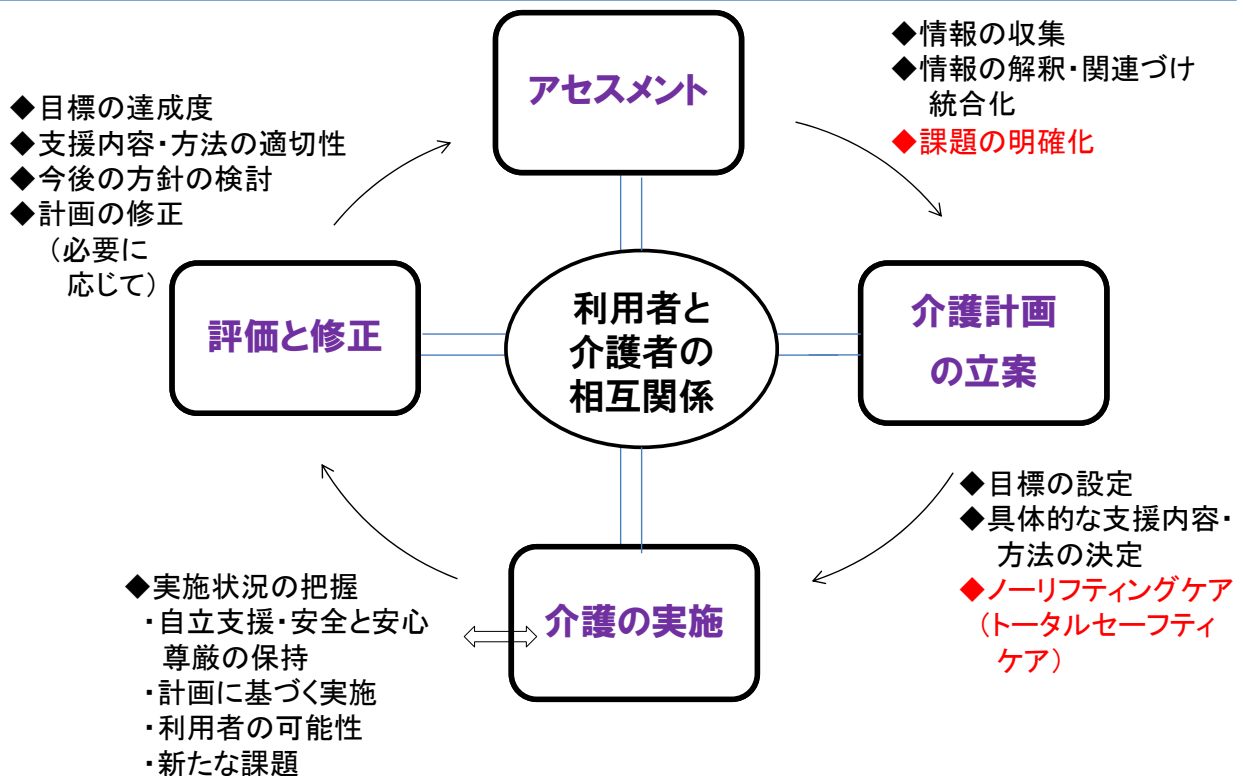 アセスメント
◆情報の収集
◆情報の解釈・関連づけ
統合化
◆課題の明確化
◆目標の達成度
◆支援内容・方法の適切性
◆今後の方針の検討
◆計画の修正
（必要に
応じて）
評価と修正
利用者と
介護者の
相互関係
介護計画
の立案
◆目標の設定
◆具体的な支援内容・
方法の決定
◆ノーリフティングケア
（トータルセーフティ
ケア）
介護の実施
◆実施状況の把握
・自立支援・安全と安心
尊厳の保持
・計画に基づく実施
・利用者の可能性
・新たな課題